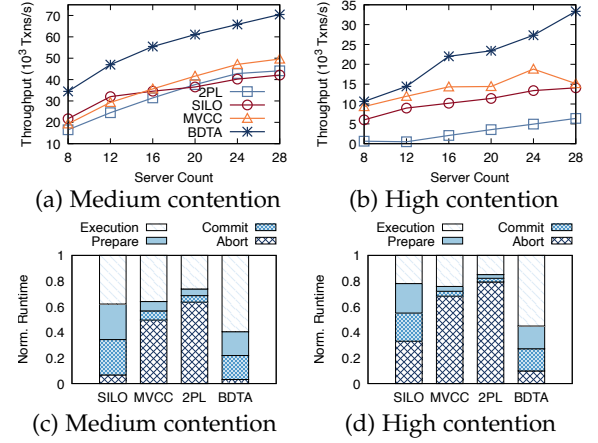 Throughput (10³ Txns/s)
80
70
60
50
40
30
20
10
2PL
SILO
MVCC
BDTA
8 12 16 20 24 28
Server Count
(a) Medium contention
Throughput (10³ Txns/s)
35
30
25
20
15
10
5
0
8 12 16 20 24 28
Server Count
(b) High contention
Execution Commit
Prepare Abort
Norm. Runtime
1
0.8
0.6
0.4
0.2
0
SILO MVCC 2PL BDTA
(c) Medium contention
Execution Commit
Prepare Abort
Norm. Runtime
1
0.8
0.6
0.4
0.2
0
SILO MVCC 2PL BDTA
(d) High contention